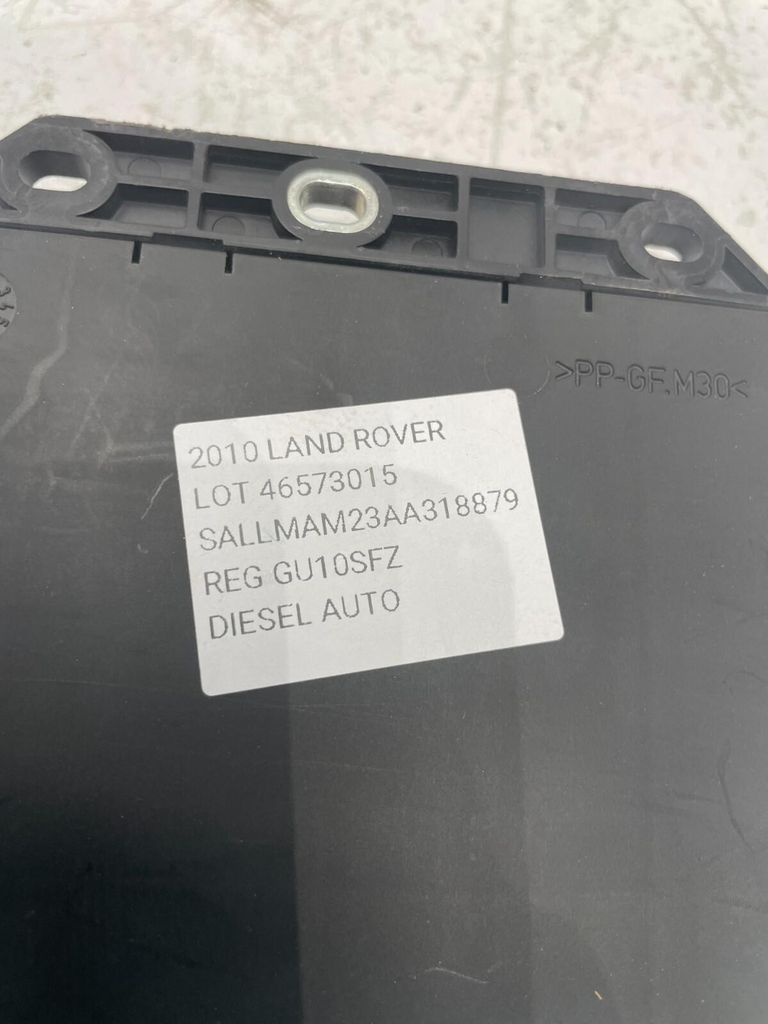 >PP-GF.M30<
2010 LAND ROVER
LOT 46573015
SALLMAM23AA318879
REG GU10SFZ
DIESEL AUTO